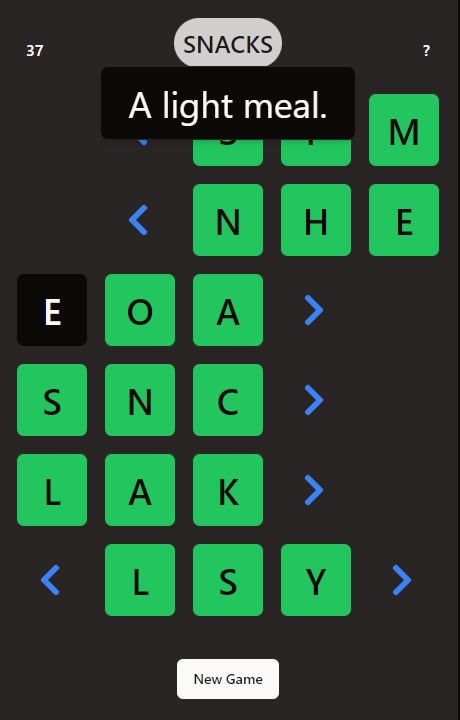 37 SNACKS ?
A light meal.
M
N H E
E O A
S N C
L A K
L S Y
New Game